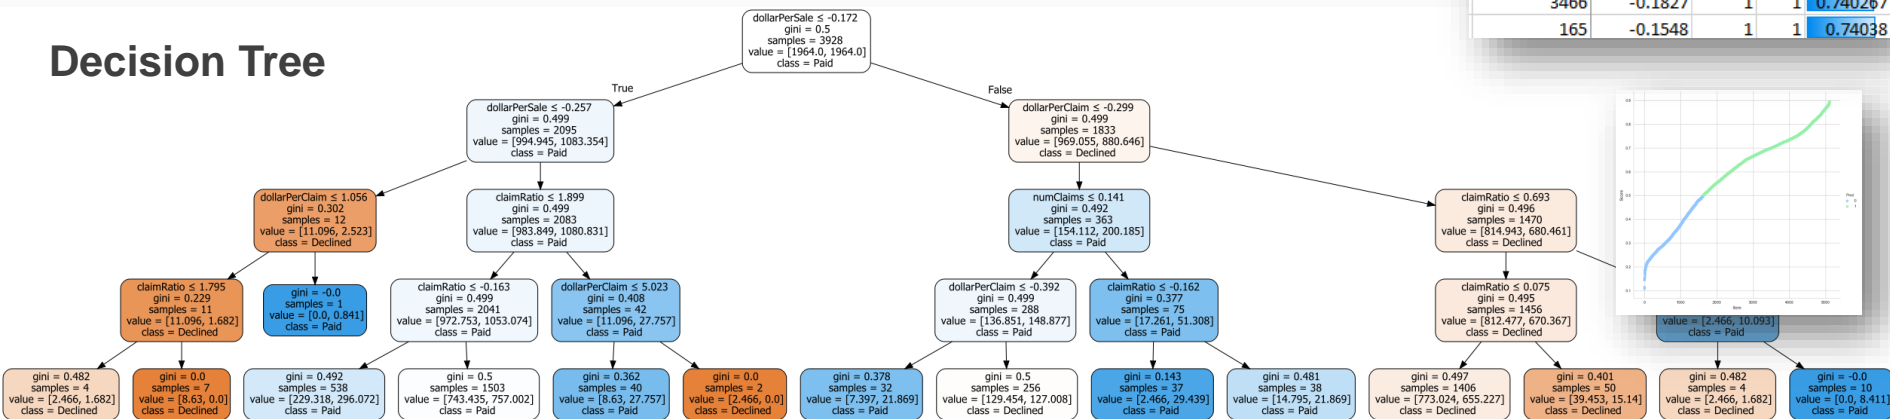 3466 -0.1827 1 1 0.740267
165 -0.1548 1 1 0.74038
Decision Tree
dollarPerSale ≤ -0.172
gini = 0.5
samples = 3928
value = [1964.0, 1964.0]
class = Paid
True
False
dollarPerSale ≤ -0.257
gini = 0.499
samples = 2095
value = [994.945, 1083.354]
class = Paid
dollarPerClaim ≤ -0.299
gini = 0.499
samples = 1833
value = [969.055, 880.646]
class = Declined
dollarPerClaim ≤ 1.056
gini = 0.302
samples = 12
value = [11.096, 2.523]
class = Declined
claimRatio ≤ 1.899
gini = 0.499
samples = 2083
value = [983.849, 1080.831]
class = Paid
numClaims ≤ 0.141
gini = 0.492
samples = 363
value = [154.112, 200.185]
class = Paid
claimRatio ≤ 0.693
gini = 0.496
samples = 1470
value = [814.943, 680.461]
class = Declined
claimRatio ≤ 1.795
gini = 0.229
samples = 11
value = [11.096, 1.682]
class = Declined
gini = -0.0
samples = 1
value = [0.0, 0.841]
class = Paid
claimRatio ≤ -0.163
gini = 0.499
samples = 2041
value = [972.753, 1053.074]
class = Paid
dollarPerClaim ≤ 5.023
gini = 0.408
samples = 42
value = [11.096, 27.757]
class = Paid
dollarPerClaim ≤ -0.392
gini = 0.499
samples = 288
value = [136.851, 148.877]
class = Paid
claimRatio ≤ -0.162
gini = 0.377
samples = 75
value = [17.261, 51.308]
class = Paid
claimRatio ≤ 0.075
gini = 0.495
samples = 1456
value = [812.477, 670.367]
class = Declined
value = [2.466, 10.093]
class = Paid
gini = 0.482
samples = 4
value = [2.466, 1.682]
class = Declined
gini = 0.0
samples = 7
value = [8.63, 0.0]
class = Declined
gini = 0.492
samples = 538
value = [229.318, 296.072]
class = Paid
gini = 0.5
samples = 1503
value = [743.435, 757.002]
class = Paid
gini = 0.362
samples = 40
value = [8.63, 27.757]
class = Paid
gini = 0.0
samples = 2
value = [2.466, 0.0]
class = Declined
gini = 0.378
samples = 32
value = [7.397, 21.869]
class = Paid
gini = 0.5
samples = 256
value = [129.454, 127.008]
class = Declined
gini = 0.143
samples = 37
value = [2.466, 29.439]
class = Paid
gini = 0.481
samples = 38
value = [14.795, 21.869]
class = Paid
gini = 0.497
samples = 1406
value = [773.024, 655.227]
class = Declined
gini = 0.401
samples = 50
value = [39.453, 15.14]
class = Declined
gini = 0.482
samples = 4
value = [2.466, 1.682]
class = Declined
gini = -0.0
samples = 10
value = [0.0, 8.411]
class = Paid